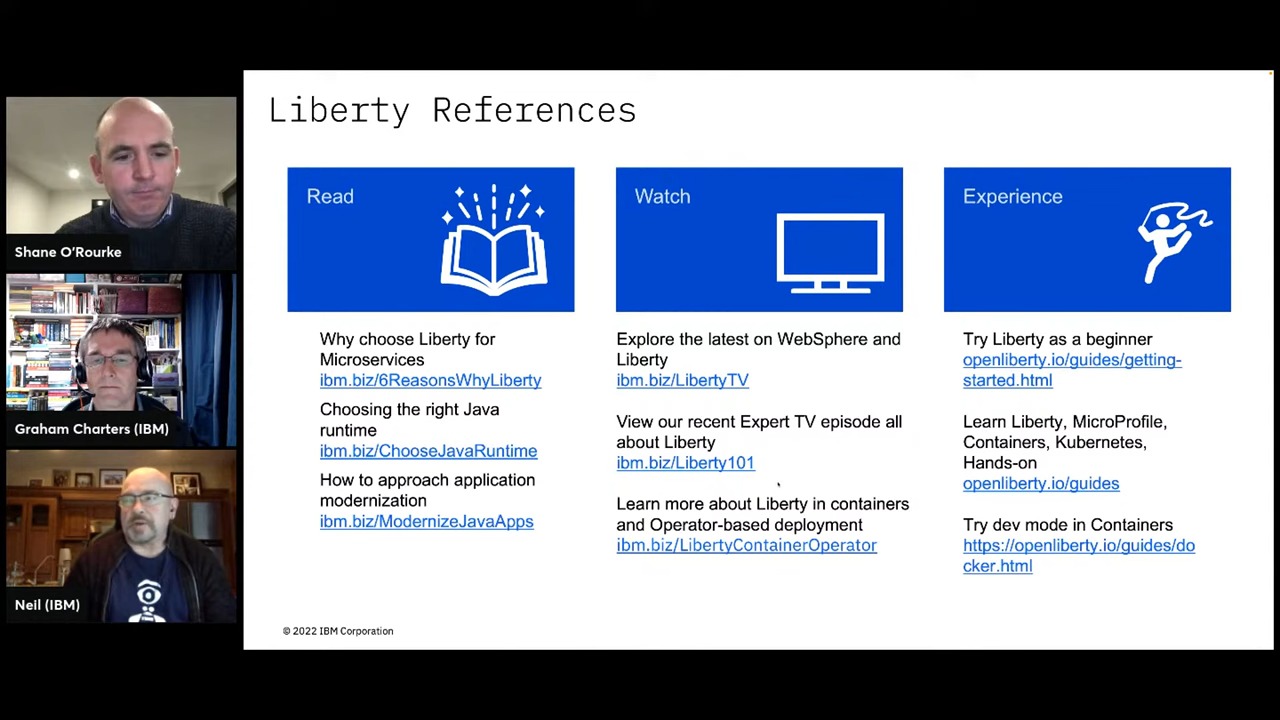 Liberty References
Shane O'Rourke
Graham Charters (IBM)
Neil (IBM)
Read
Why choose Liberty for
Microservices
ibm.biz/6ReasonsWhyLiberty
Choosing the right Java
runtime
ibm.biz/ChooseJavaRuntime
How to approach application
modernization
ibm.biz/ModernizeJavaApps
Watch
Explore the latest on WebSphere and
Liberty
ibm.biz/LibertyTV
View our recent Expert TV episode all
about Liberty
ibm.biz/Liberty101
Learn more about Liberty in containers
and Operator-based deployment
ibm.biz/LibertyContainerOperator
Experience
Try Liberty as a beginner
openliberty.io/guides/getting-
started.html
Learn Liberty, MicroProfile,
Containers, Kubernetes,
Hands-on
openliberty.io/guides
Try dev mode in Containers
https://openliberty.io/guides/do
cker.html
© 2022 IBM Corporation